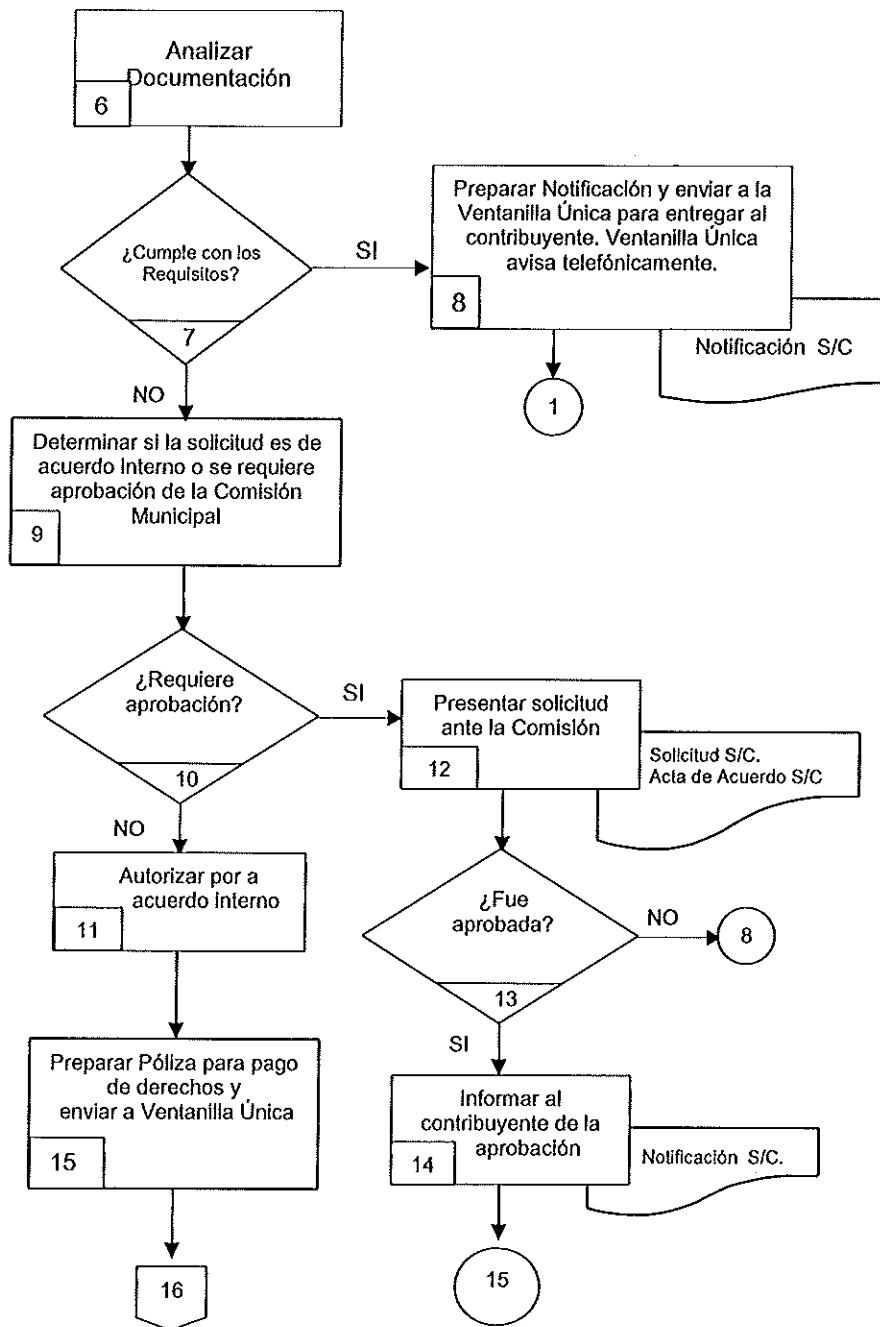 Analizar
Documentación
6
¿Cumple con los
Requisitos?
7
SI
Preparar Notificación y enviar a la
Ventanilla Única para entregar al
contribuyente. Ventanilla Única
avisa telefónicamente.
8
Notificación S/C
1
NO
Determinar si la solicitud es de
acuerdo Interno o se requiere
aprobación de la Comisión
Municipal
9
¿Requiere
aprobación?
10
SI
Presentar solicitud
ante la Comisión
12
Solicitud S/C.
Acta de Acuerdo S/C
NO
Autorizar por a
acuerdo Interno
11
¿Fue
aprobada?
13
NO
8
SI
Preparar Póliza para pago
de derechos y
enviar a Ventanilla Única
15
Informar al
contribuyente de la
aprobación
14
Notificación S/C.
16
15